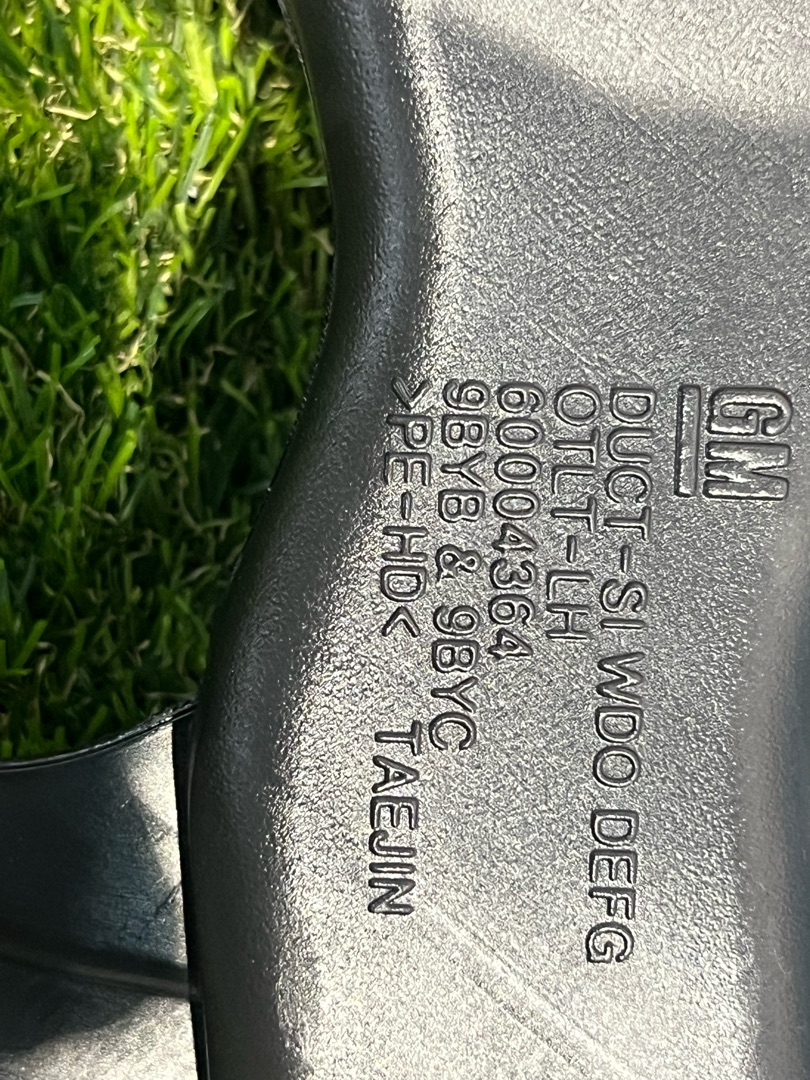 GM
DUCT-SI WDO DEFG
OTLT-LH
60004364
9BYB & 9BYC
>PE-HD< TAEJIN